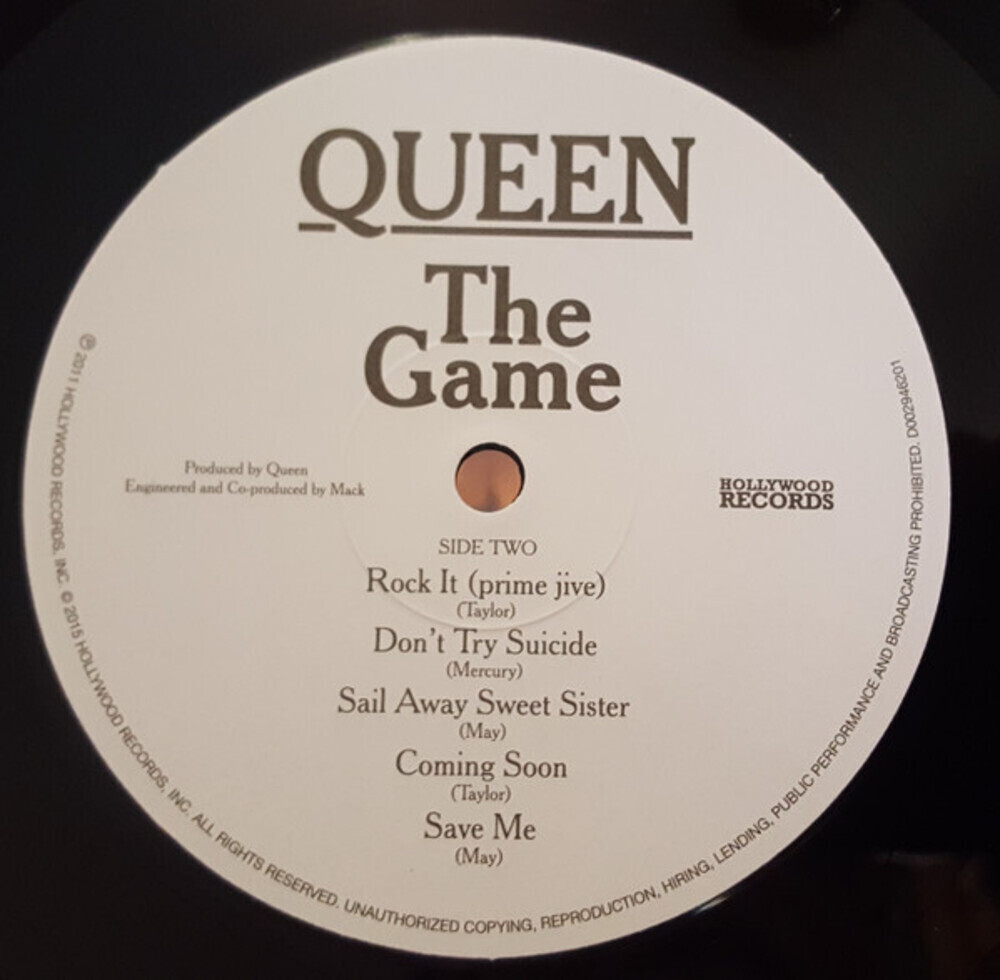 QUEEN
The
Game
Produced by Queen
Engineered and Co-produced by Mack
HOLLYWOOD
RECORDS
SIDE TWO
Rock It (prime jive)
(Taylor)
Don't Try Suicide
(Mercury)
Sail Away Sweet Sister
(May)
Coming Soon
(Taylor)
Save Me
(May)
℗ 2011 HOLLYWOOD RECORDS, INC. © 2015 HOLLYWOOD RECORDS, INC. ALL RIGHTS RESERVED. UNAUTHORIZED COPYING, REPRODUCTION, HIRING, LENDING, PUBLIC PERFORMANCE AND BROADCASTING PROHIBITED. D002946201